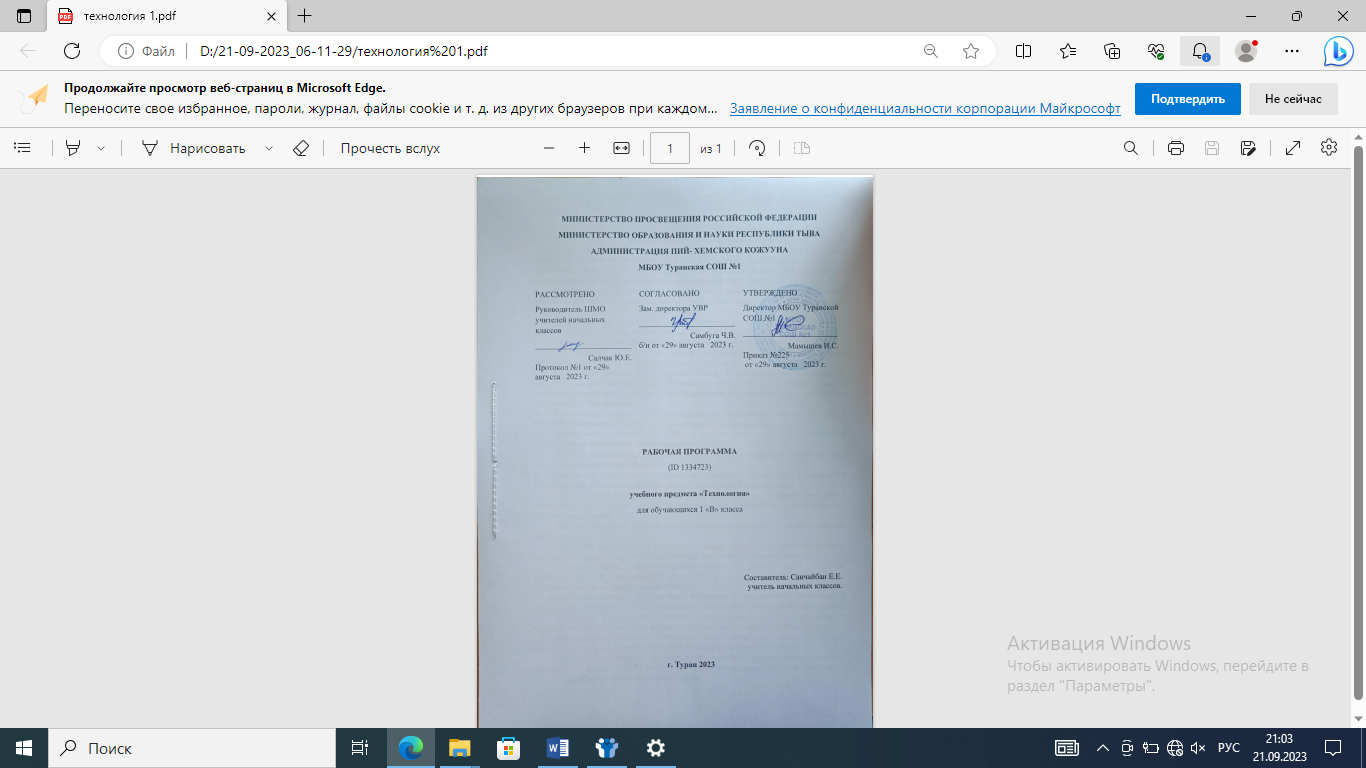 технология 1.pdf
Файл
D:/21-09-2023_06-11-29/технология%201.pdf
Продолжайте просмотр веб-страниц в Microsoft Edge.
Переносите свое избранное, пароли, журнал, файлы cookie и т. д. из других браузеров при каждом...
Заявление о конфиденциальности корпорации Майкрософт
Подтвердить
Не сейчас
Нарисовать
Прочесть вслух
1 из 1
МИНИСТЕРСТВО ПРОСВЕЩЕНИЯ РОССИЙСКОЙ ФЕДЕРАЦИИ
МИНИСТЕРСТВО ОБРАЗОВАНИЯ И НАУКИ РЕСПУБЛИКИ ТЫВА
АДМИНИСТРАЦИЯ ПИЙ- ХЕМСКОГО КОЖУУНА
МБОУ Туранская СОШ №1
РАССМОТРЕНО
Руководитель ШМО
учителей начальных
классов
Салчак Ю.Е.
Протокол №1 от «29»
августа 2023 г.
СОГЛАСОВАНО
Зам. директора УВР
Самбуга Ч.В.
б/н от «29» августа 2023 г.
УТВЕРЖДЕНО
Директор МБОУ Туранской
СОШ №1
Мамышев И.С.
Приказ №225
от «29» августа 2023 г.
РАБОЧАЯ ПРОГРАММА
(ID 1334723)
учебного предмета «Технология»
для обучающихся 1 «В» класса
Составитель: Санчайбан Е.Е.
учитель начальных классов.
г. Туран 2023
Активация Windows
Чтобы активировать Windows, перейдите в
раздел "Параметры".
Поиск
РУС
21:03
21.09.2023